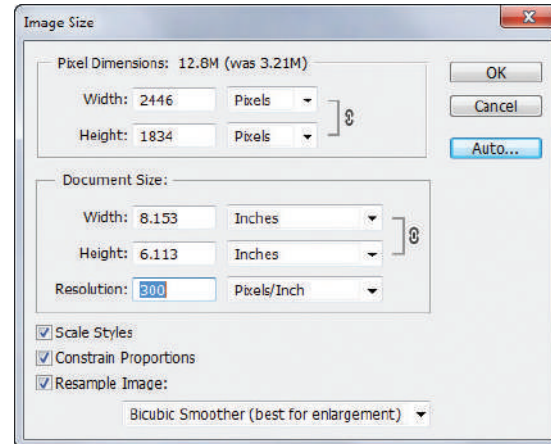 Image Size
Pixel Dimensions: 12.8M (was 3.21M)
Width: 2446 Pixels
Height: 1834 Pixels
OK
Cancel
Auto...
Document Size:
Width: 8.153 Inches
Height: 6.113 Inches
Resolution: 300 Pixels/Inch
Scale Styles
Constrain Proportions
Resample Image:
Bicubic Smoother (best for enlargement)